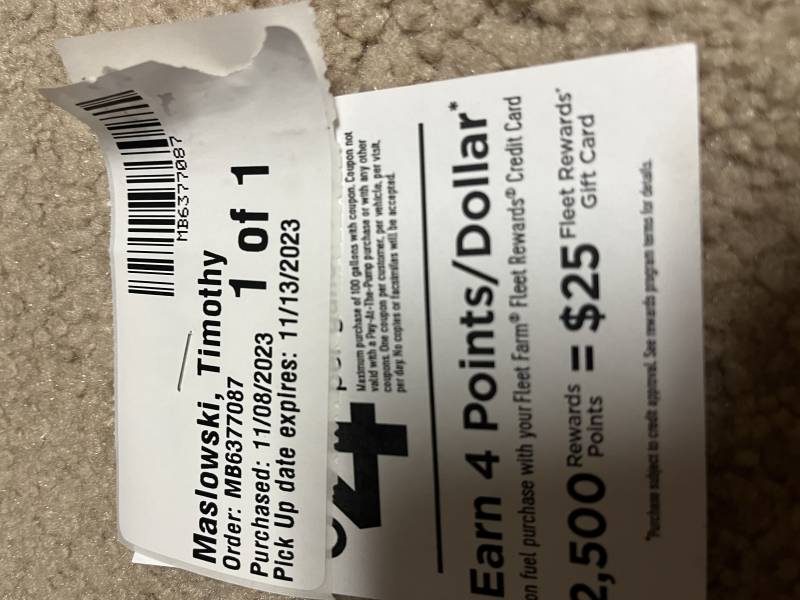 MB6377087
Maslowski, Timothy
Order: MB6377087
Purchased: 11/08/2023 1 of 1
Pick Up date expires: 11/13/2023
4
Maximum purchase of 100 gallons with coupon. Coupon not
valid with a Pay-At-The-Pump purchase or with any other
coupons. One coupon per customer, per vehicle, per visit,
per day. No copies or facsimiles will be accepted.
Earn 4 Points/Dollar*
on fuel purchase with your Fleet Farm® Fleet Rewards® Credit Card
2,500 Rewards Points = $25 Fleet Rewards* Gift Card
*Purchase subject to credit approval. See rewards program terms for details.